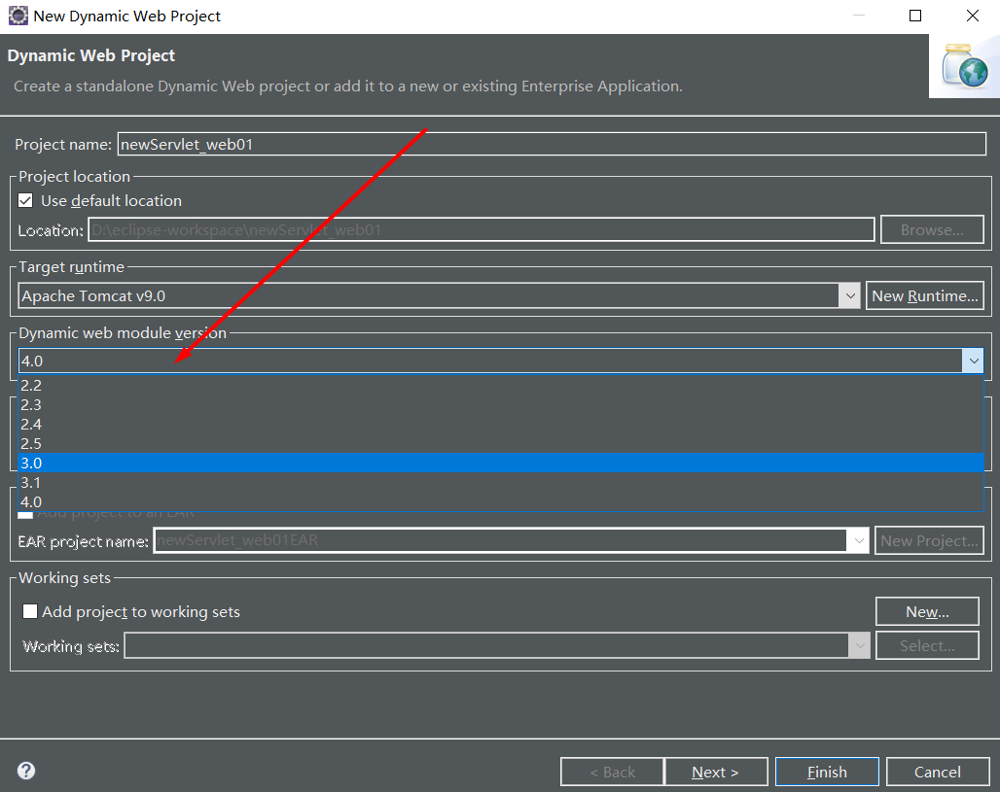 New Dynamic Web Project
Dynamic Web Project
Create a standalone Dynamic Web project or add it to a new or existing Enterprise Application.
Project name: newServlet_web01
Project location
Use default location
Location: D:\eclipse-workspace\newServlet_web01 Browse...
Target runtime
Apache Tomcat v9.0 New Runtime...
Dynamic web module version
4.0
2.2
2.3
2.4
2.5
3.0
3.1
4.0
Add project to an EAR
EAR project name: newServlet_web01EAR New Project...
Working sets
Add project to working sets New...
Working sets: Select...
? < Back Next > Finish Cancel